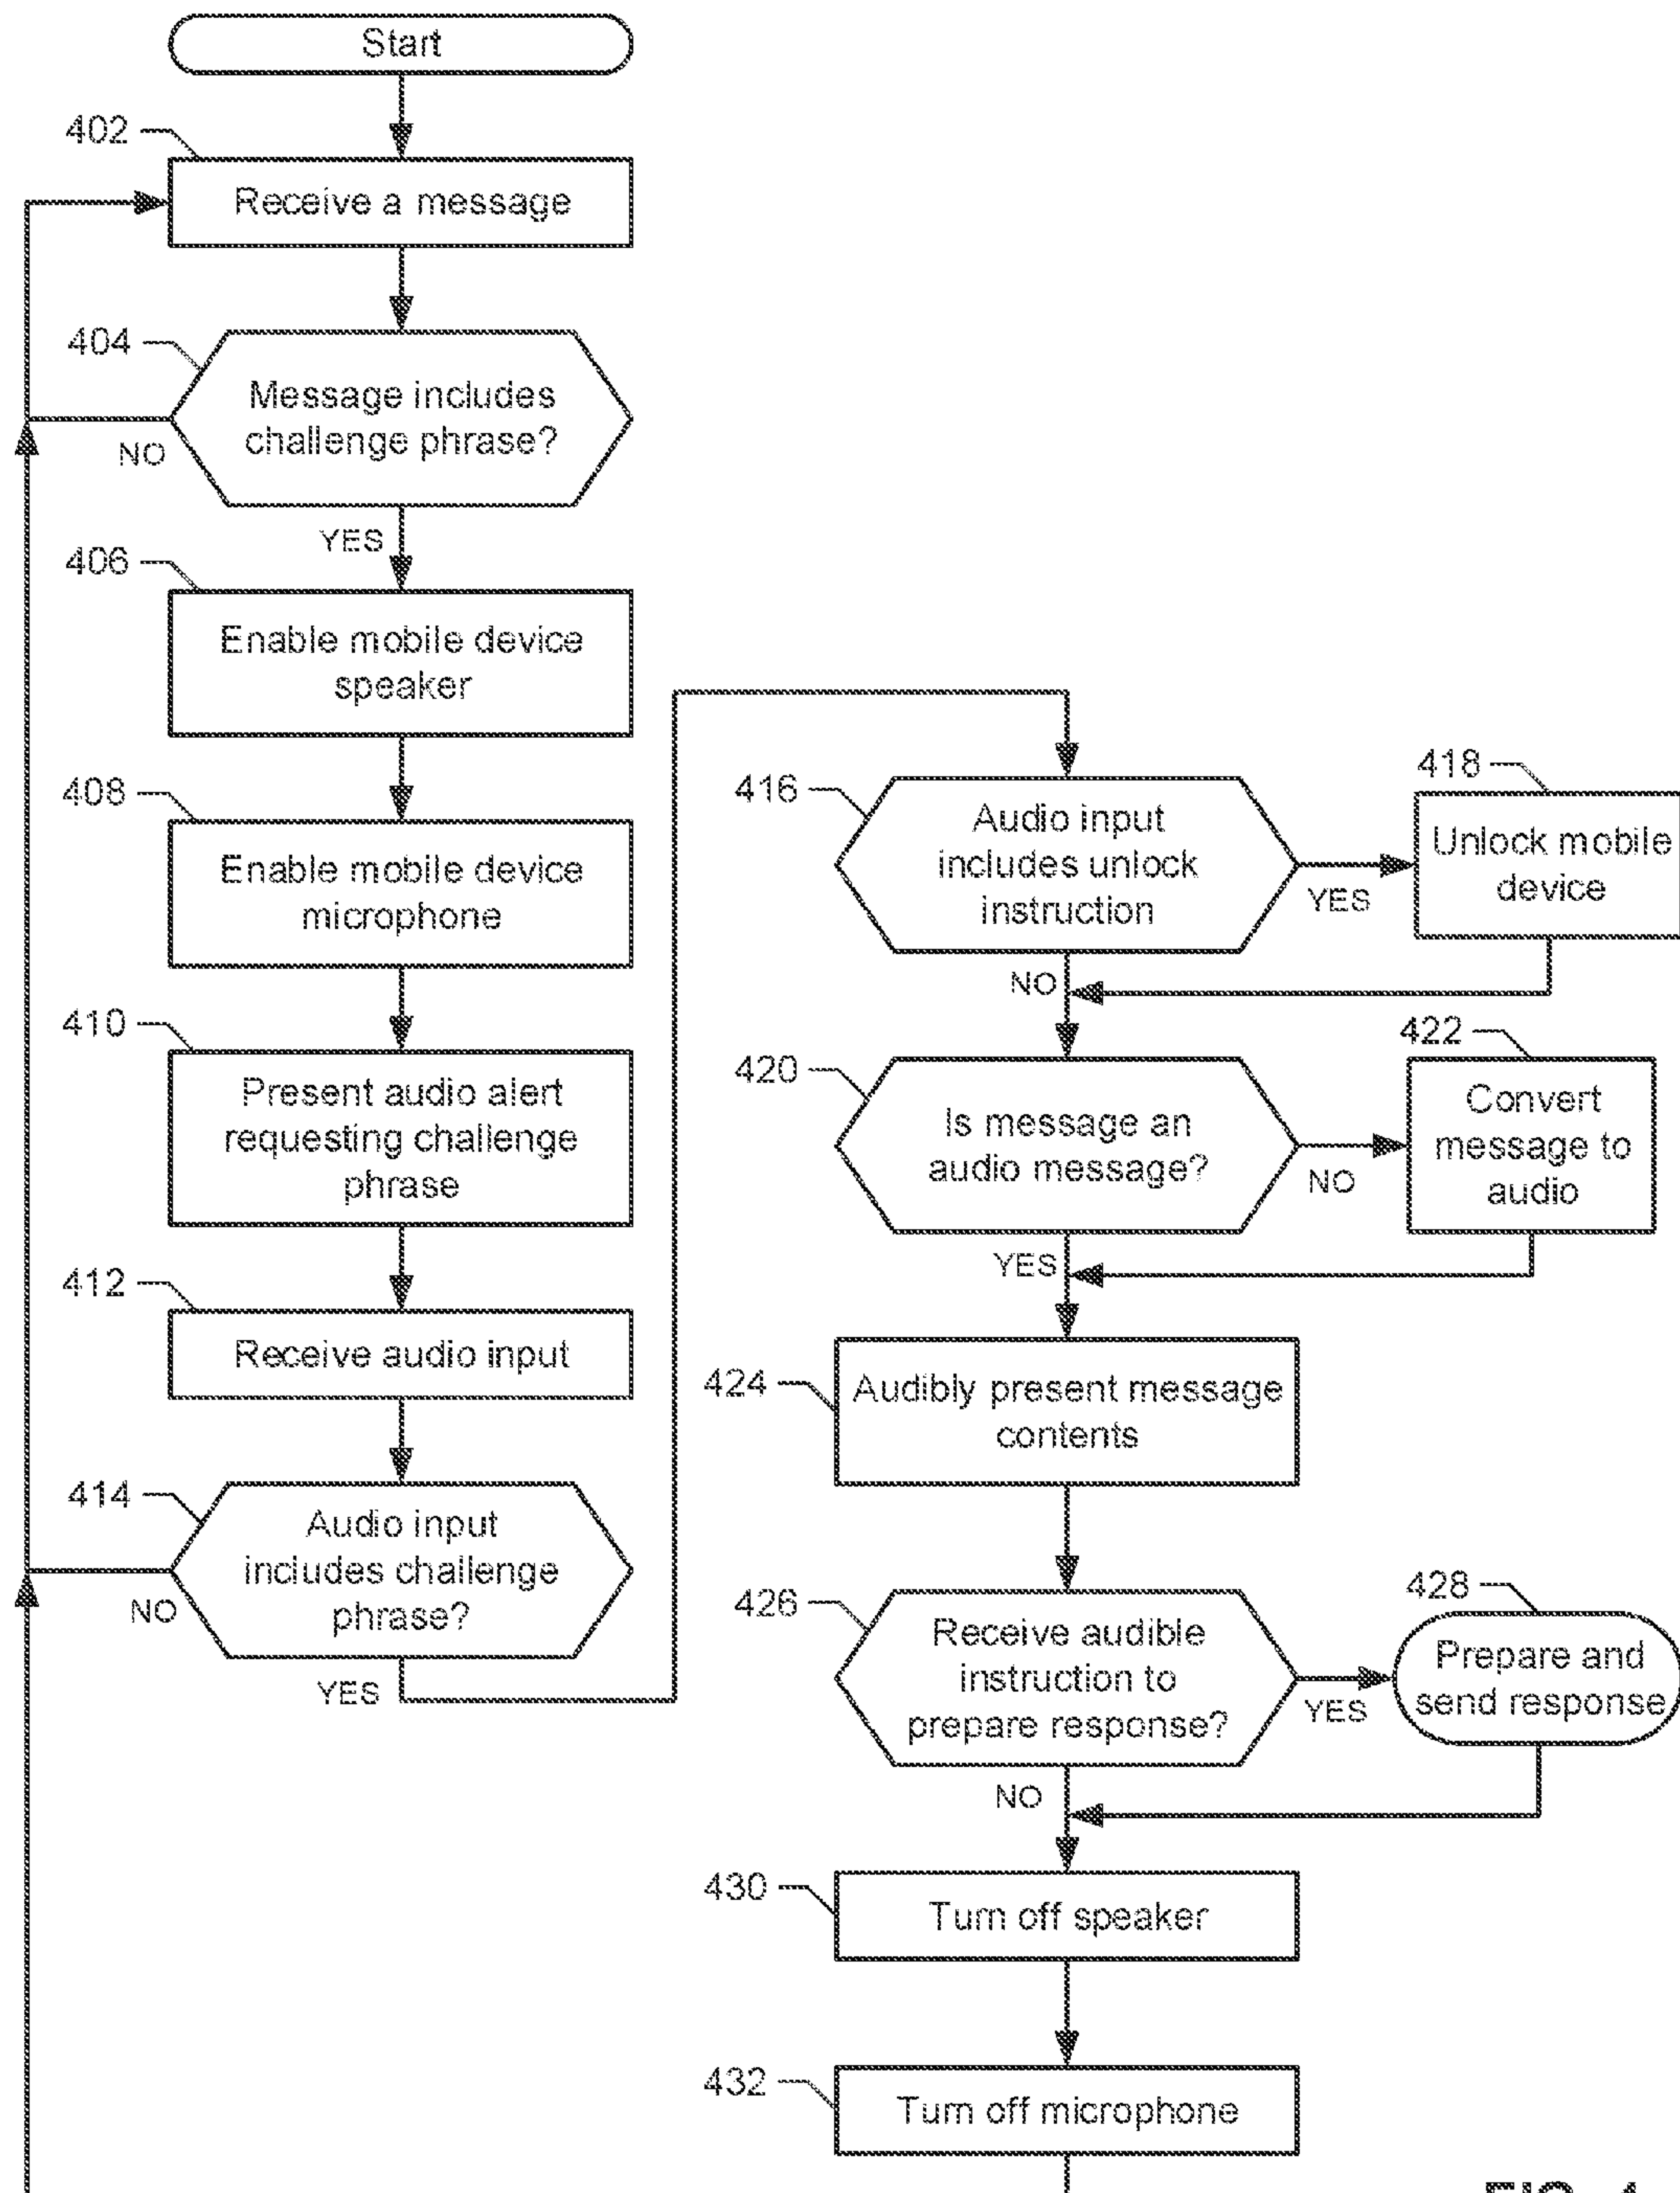 Start
402
Receive a message
404
Message includes
challenge phrase?
NO
YES
406
Enable mobile device
speaker
408
Enable mobile device
microphone
410
Present audio alert
requesting challenge
phrase
412
Receive audio input
414
Audio input
includes challenge
phrase?
NO
YES
416
Audio input
includes unlock
instruction
YES
NO
418
Unlock mobile
device
420
Is message an
audio message?
NO
YES
422
Convert
message to
audio
424
Audibly present message
contents
426
Receive audible
instruction to
prepare response?
YES
NO
428
Prepare and
send response
430
Turn off speaker
432
Turn off microphone